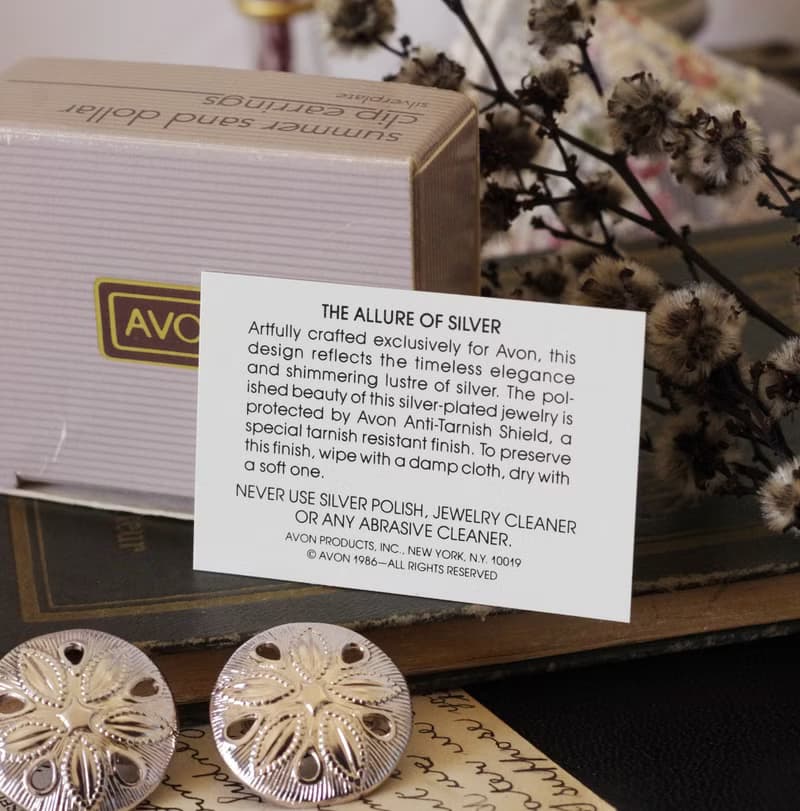 summer sand dollar
clip earrings
silverplate
AVO
THE ALLURE OF SILVER
Artfully crafted exclusively for Avon, this
design reflects the timeless elegance
and shimmering lustre of silver. The pol-
ished beauty of this silver-plated jewelry is
protected by Avon Anti-Tarnish Shield, a
special tarnish resistant finish. To preserve
this finish, wipe with a damp cloth, dry with
a soft one.
NEVER USE SILVER POLISH, JEWELRY CLEANER
OR ANY ABRASIVE CLEANER.
AVON PRODUCTS, INC., NEW YORK, N.Y. 10019
© AVON 1986—ALL RIGHTS RESERVED
suppose